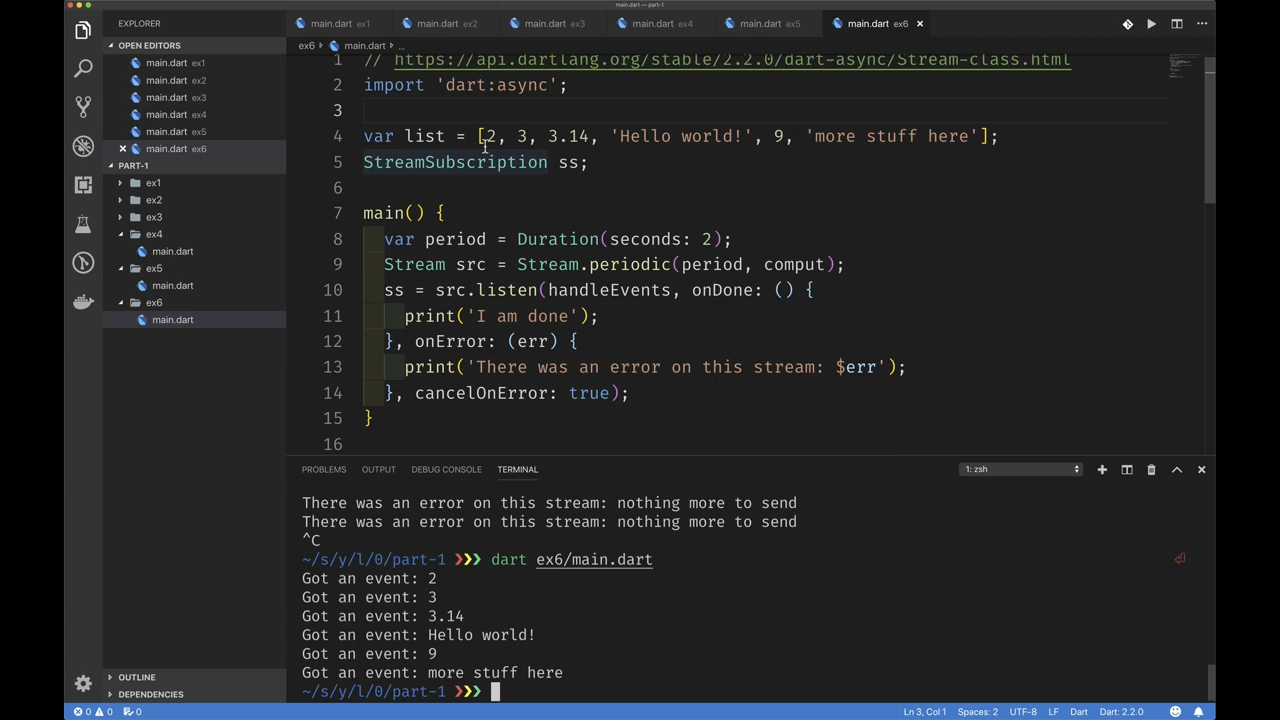 main.dart — part-1
EXPLORER
OPEN EDITORS
main.dart ex1
main.dart ex2
main.dart ex3
main.dart ex4
main.dart ex5
main.dart ex6
PART-1
ex1
ex2
ex3
ex4
main.dart
ex5
main.dart
ex6
main.dart
OUTLINE
DEPENDENCIES
main.dart ex1
main.dart ex2
main.dart ex3
main.dart ex4
main.dart ex5
main.dart ex6
ex6 main.dart ...
1 // https://api.dartlang.org/stable/2.2.0/dart-async/Stream-class.html
2 import 'dart:async';
3
4 var list = [2, 3, 3.14, 'Hello world!', 9, 'more stuff here'];
5 StreamSubscription ss;
6
7 main() {
8 var period = Duration(seconds: 2);
9 Stream src = Stream.periodic(period, comput);
10 ss = src.listen(handleEvents, onDone: () {
11 print('I am done');
12 }, onError: (err) {
13 print('There was an error on this stream: $err');
14 }, cancelOnError: true);
15 }
16
PROBLEMS OUTPUT DEBUG CONSOLE TERMINAL
1: zsh
There was an error on this stream: nothing more to send
There was an error on this stream: nothing more to send
^C
~/s/y/l/0/part-1 ❯❯❯ dart ex6/main.dart
Got an event: 2
Got an event: 3
Got an event: 3.14
Got an event: Hello world!
Got an event: 9
Got an event: more stuff here
~/s/y/l/0/part-1 ❯❯❯
0 0 0
Ln 3, Col 1 Spaces: 2 UTF-8 LF Dart Dart: 2.2.0